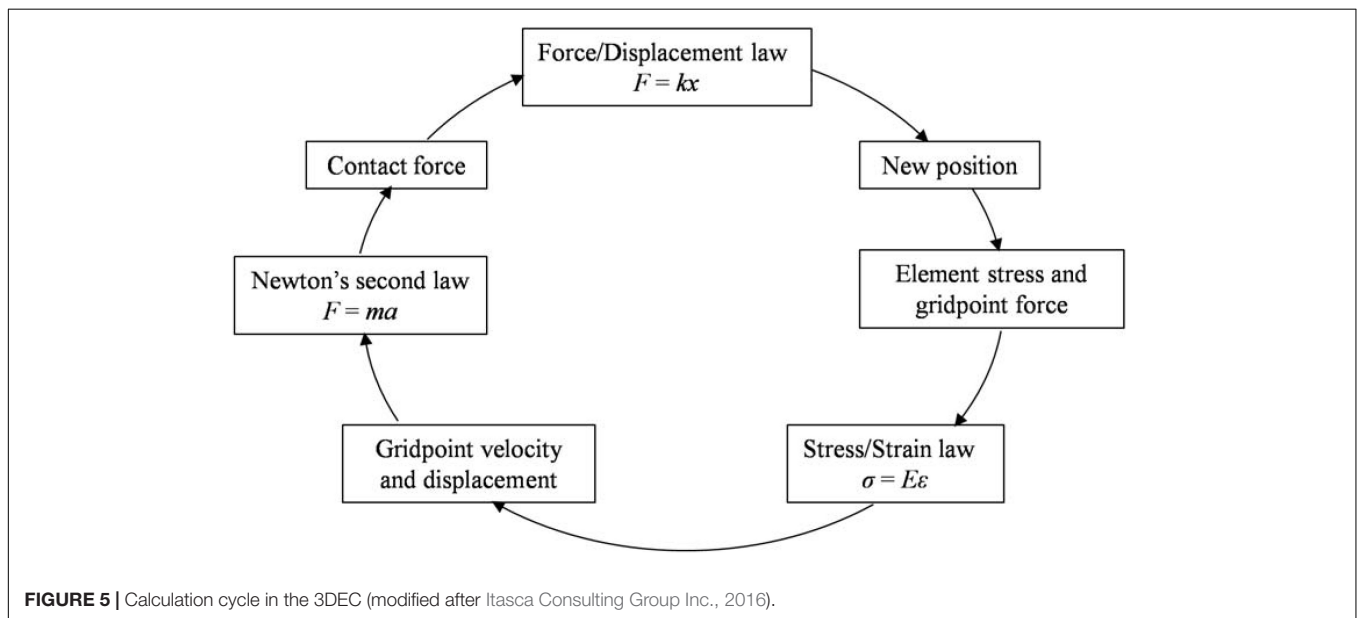 Force/Displacement law
F = kx
Contact force
New position
Newton's second law
F = ma
Element stress and
gridpoint force
Gridpoint velocity
and displacement
Stress/Strain law
σ = Eε
FIGURE 5 | Calculation cycle in the 3DEC (modified after Itasca Consulting Group Inc., 2016).